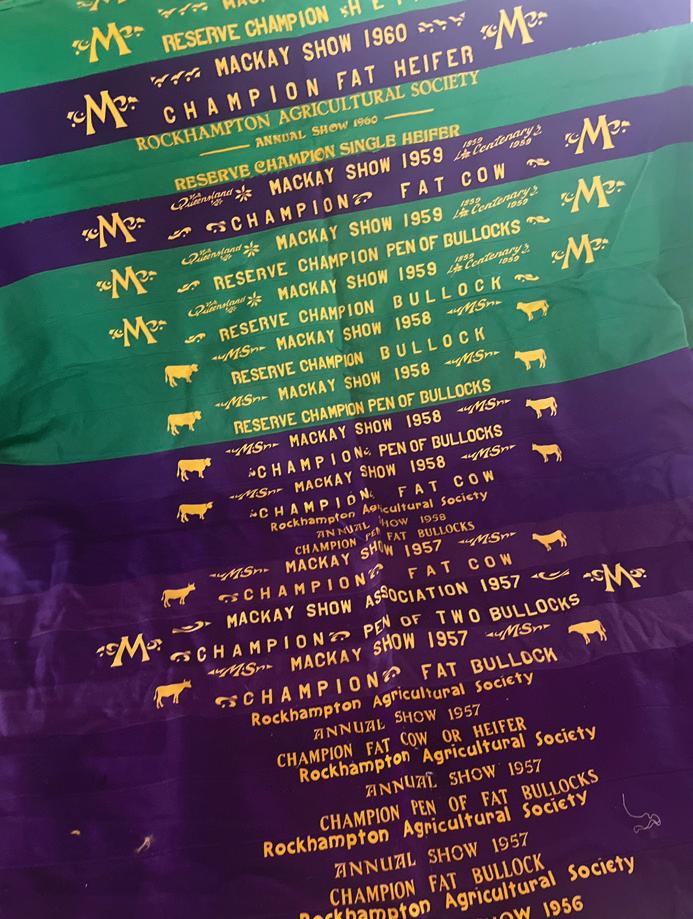 RESERVE CHAMPION
M MACKAY SHOW 1960 M
CHAMPION FAT HEIFER
ROCKHAMPTON AGRICULTURAL SOCIETY
ANNUAL SHOW 1960
RESERVE CHAMPION SINGLE HEIFER
M Queensland MACKAY SHOW 1959 1859 Centenary 1959 M
CHAMPION FAT COW
M Queensland MACKAY SHOW 1959 1859 Centenary 1959 M
RESERVE CHAMPION PEN OF BULLOCKS
M Queensland MACKAY SHOW 1959 1859 Centenary 1959 M
RESERVE CHAMPION BULLOCK
MS MACKAY SHOW 1958 MS
RESERVE CHAMPION BULLOCK
MS MACKAY SHOW 1958 MS
RESERVE CHAMPION PEN OF BULLOCKS
MS MACKAY SHOW 1958 MS
CHAMPION PEN OF BULLOCKS
MS MACKAY SHOW 1958 MS
CHAMPION FAT COW
Rockhampton Agricultural Society
ANNUAL SHOW 1958
CHAMPION PEN FAT BULLOCKS
MS MACKAY SHOW 1957 MS
CHAMPION FAT COW
M MACKAY SHOW ASSOCIATION 1957 M
CHAMPION PEN OF TWO BULLOCKS
MS MACKAY SHOW 1957 MS
CHAMPION FAT BULLOCK
Rockhampton Agricultural Society
ANNUAL SHOW 1957
CHAMPION FAT COW OR HEIFER
Rockhampton Agricultural Society
ANNUAL SHOW 1957
CHAMPION PEN OF FAT BULLOCKS
Rockhampton Agricultural Society
ANNUAL SHOW 1957
CHAMPION FAT BULLOCK
Rockhampton Agricultural Society
SHOW 1956